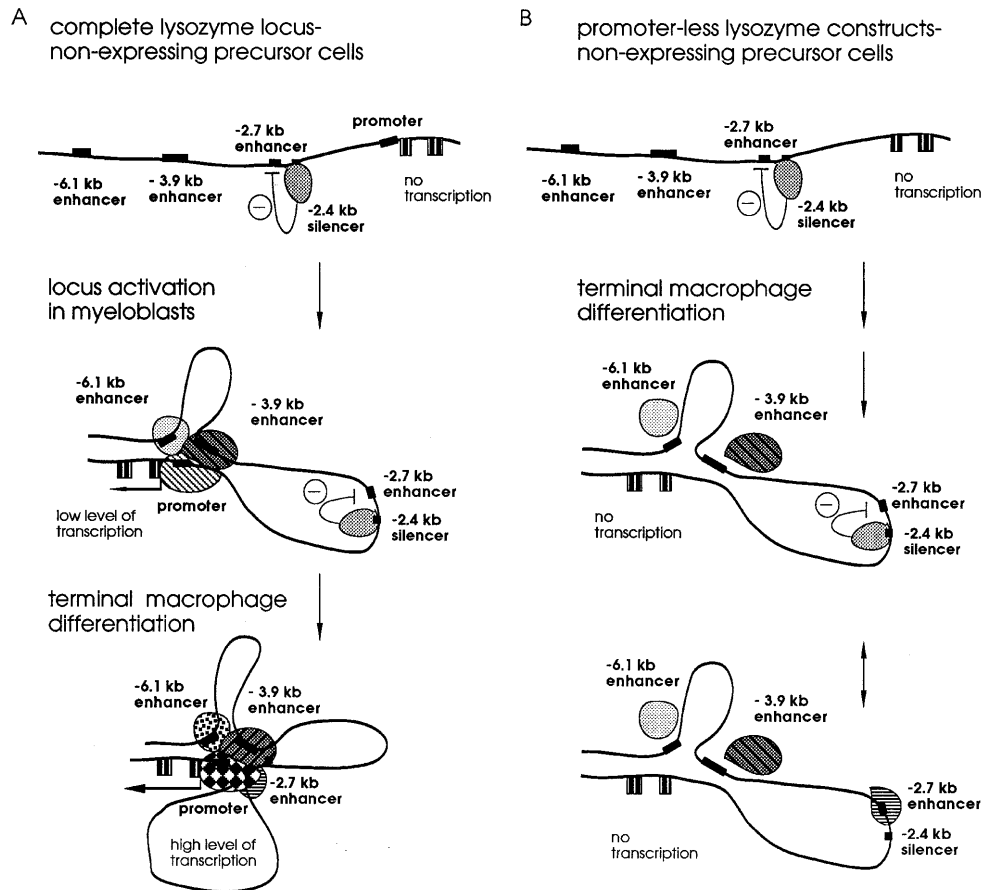 A
complete lysozyme locus-
non-expressing precursor cells
-2.7 kb
enhancer
promoter
-6.1 kb
enhancer
- 3.9 kb
enhancer
-2.4 kb
silencer
no
transcription
locus activation
in myeloblasts
-6.1 kb
enhancer
- 3.9 kb
enhancer
-2.7 kb
enhancer
-2.4 kb
silencer
promoter
low level of
transcription
terminal macrophage
differentiation
-6.1 kb
enhancer
- 3.9 kb
enhancer
-2.7 kb
enhancer
promoter
high level of
transcription
B
promoter-less lysozyme constructs-
non-expressing precursor cells
-2.7 kb
enhancer
-6.1 kb
enhancer
- 3.9 kb
enhancer
-2.4 kb
silencer
no
transcription
terminal macrophage
differentiation
-6.1 kb
enhancer
- 3.9 kb
enhancer
-2.7 kb
enhancer
-2.4 kb
silencer
no
transcription
-6.1 kb
enhancer
- 3.9 kb
enhancer
-2.7 kb
enhancer
-2.4 kb
silencer
no
transcription